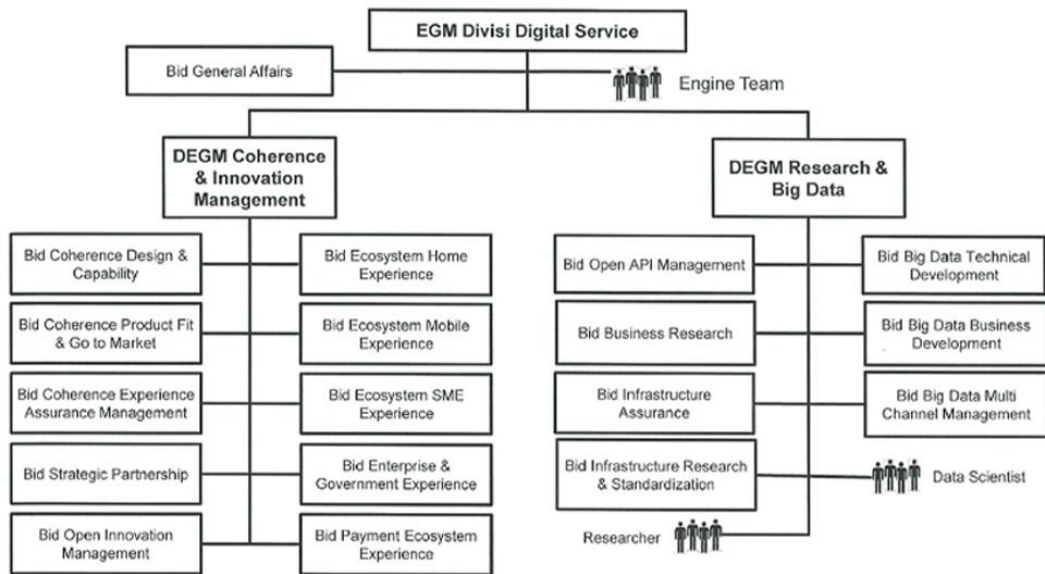 EGM Divisi Digital Service
Bid General Affairs
Engine Team
DEGM Coherence
& Innovation
Management
DEGM Research &
Big Data
Bid Coherence Design &
Capability
Bid Ecosystem Home
Experience
Bid Coherence Product Fit
& Go to Market
Bid Ecosystem Mobile
Experience
Bid Coherence Experience
Assurance Management
Bid Ecosystem SME
Experience
Bid Strategic Partnership
Bid Enterprise &
Government Experience
Bid Open Innovation
Management
Bid Payment Ecosystem
Experience
Bid Open API Management
Bid Big Data Technical
Development
Bid Business Research
Bid Big Data Business
Development
Bid Infrastructure
Assurance
Bid Big Data Multi
Channel Management
Bid Infrastructure Research
& Standardization
Data Scientist
Researcher